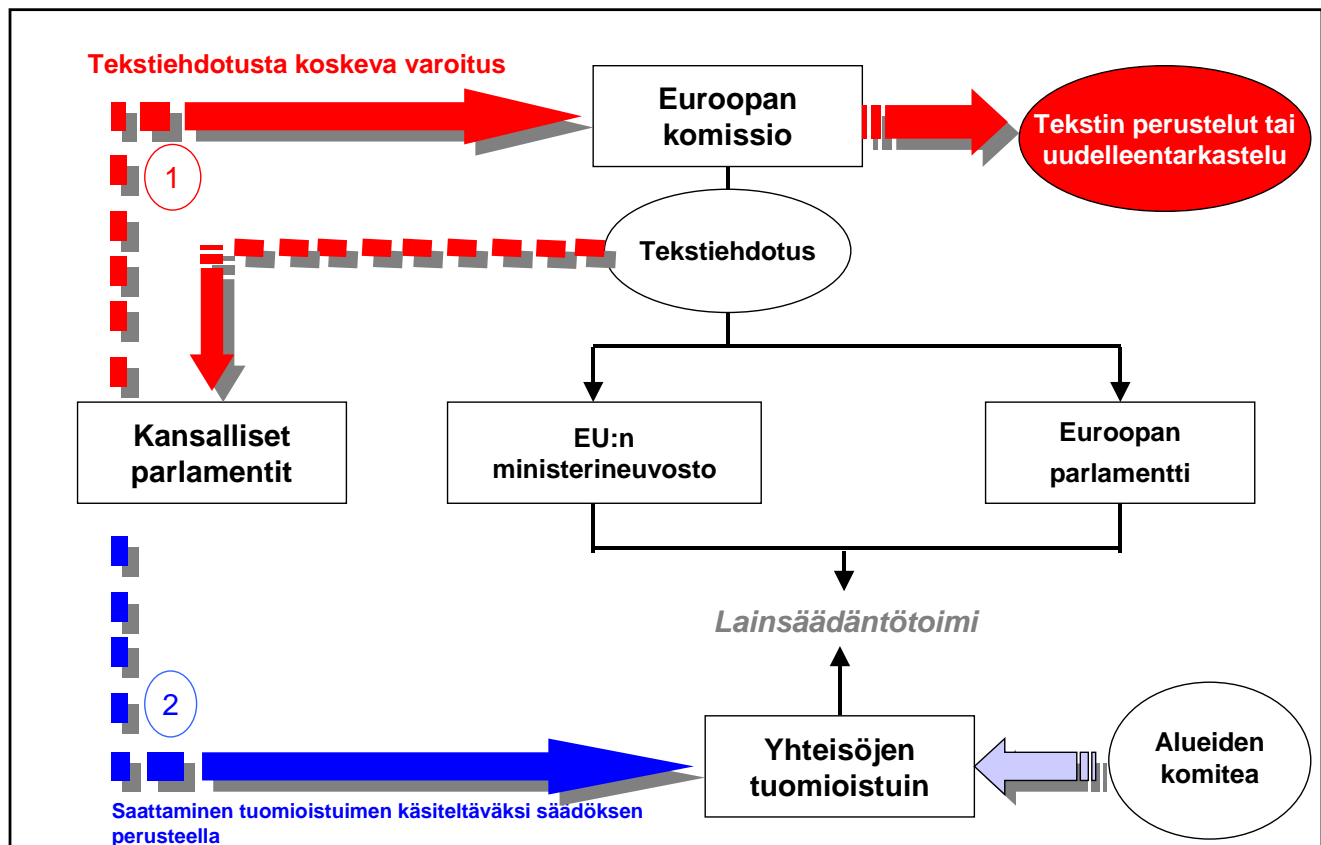 Tekstiehdotusta koskeva varoitus
Euroopan
komissio
Tekstin perustelut tai
uudelleentarkastelu
1
Tekstiehdotus
Kansalliset
parlamentit
EU:n
ministerineuvosto
Euroopan
parlamentti
Lainsäädäntötoimi
2
Yhteisöjen
tuomioistuin
Alueiden
komitea
Saattaminen tuomioistuimen käsiteltäväksi säädöksen
perusteella